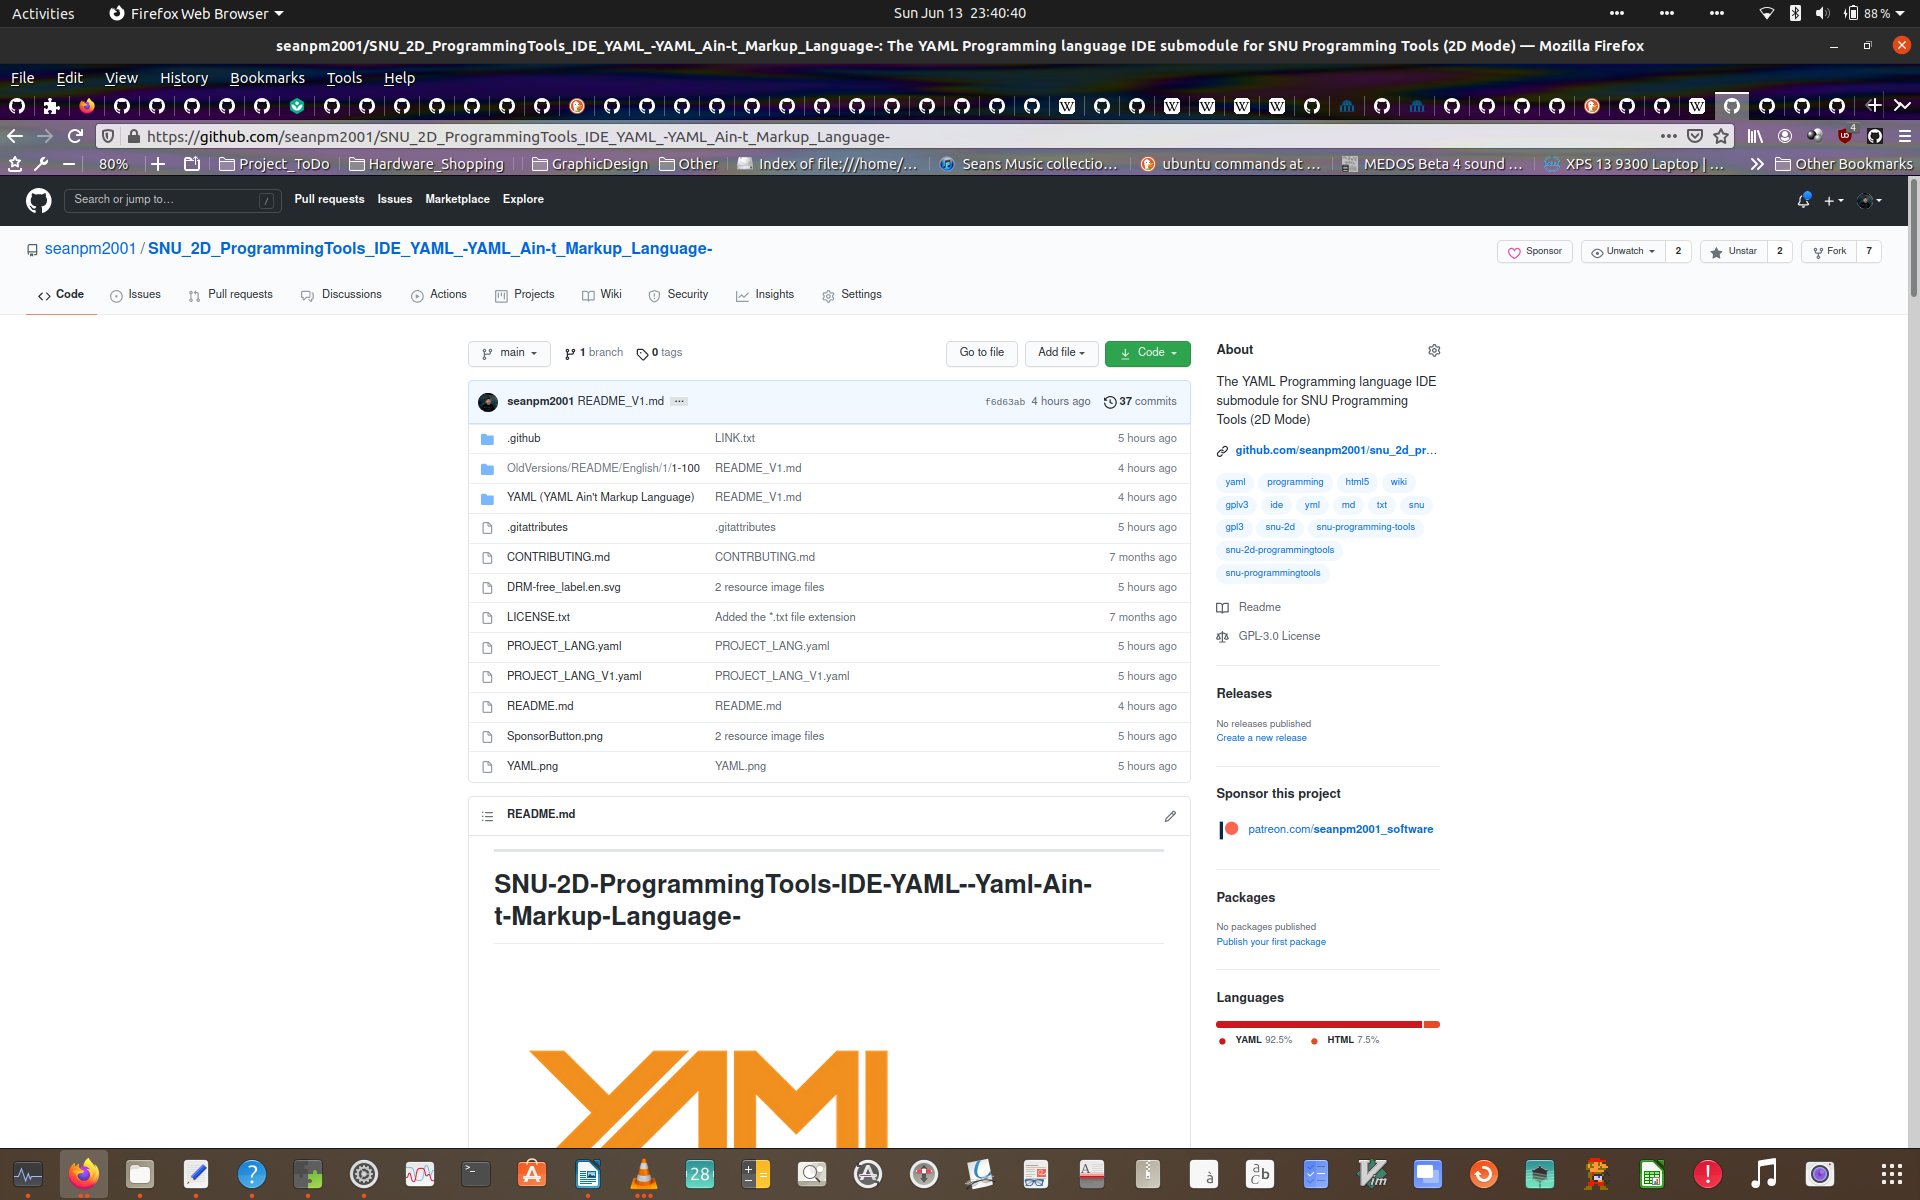 Activities
Firefox Web Browser
Sun Jun 13 23:40:40
88 %
seanpm2001/SNU_2D_ProgrammingTools_IDE_YAML_-YAML_Ain-t_Markup_Language-: The YAML Programming language IDE submodule for SNU Programming Tools (2D Mode) — Mozilla Firefox
File Edit View History Bookmarks Tools Help
https://github.com/seanpm2001/SNU_2D_ProgrammingTools_IDE_YAML_-YAML_Ain-t_Markup_Language-
4
80%
Project_ToDo
Hardware_Shopping
GraphicDesign
Other
Index of file:///home/...
Seans Music collectio...
ubuntu commands at ...
MEDOS Beta 4 sound ...
XPS 13 9300 Laptop | ...
Other Bookmarks
Search or jump to...
/
Pull requests Issues Marketplace Explore
seanpm2001 / SNU_2D_ProgrammingTools_IDE_YAML_-YAML_Ain-t_Markup_Language-
Sponsor
Unwatch 2
Unstar 2
Fork 7
Code
Issues
Pull requests
Discussions
Actions
Projects
Wiki
Security
Insights
Settings
main
1 branch
0 tags
Go to file
Add file
Code
seanpm2001 README_V1.md ...
f6d63ab 4 hours ago
37 commits
.github LINK.txt 5 hours ago
OldVersions/README/English/1/1-100 README_V1.md 4 hours ago
YAML (YAML Ain't Markup Language) README_V1.md 4 hours ago
.gitattributes .gitattributes 5 hours ago
CONTRIBUTING.md CONTRBUTING.md 7 months ago
DRM-free_label.en.svg 2 resource image files 5 hours ago
LICENSE.txt Added the *.txt file extension 7 months ago
PROJECT_LANG.yaml PROJECT_LANG.yaml 5 hours ago
PROJECT_LANG_V1.yaml PROJECT_LANG_V1.yaml 5 hours ago
README.md README.md 4 hours ago
SponsorButton.png 2 resource image files 5 hours ago
YAML.png YAML.png 5 hours ago
README.md
SNU-2D-ProgrammingTools-IDE-YAML--Yaml-Ain-
t-Markup-Language-
YAML
About
The YAML Programming language IDE
submodule for SNU Programming
Tools (2D Mode)
github.com/seanpm2001/snu_2d_pr...
yaml programming html5 wiki
gplv3 ide yml md txt snu
gpl3 snu-2d snu-programming-tools
snu-2d-programmingtools
snu-programmingtools
Readme
GPL-3.0 License
Releases
No releases published
Create a new release
Sponsor this project
patreon.com/seanpm2001_software
Packages
No packages published
Publish your first package
Languages
YAML 92.5%
HTML 7.5%
28